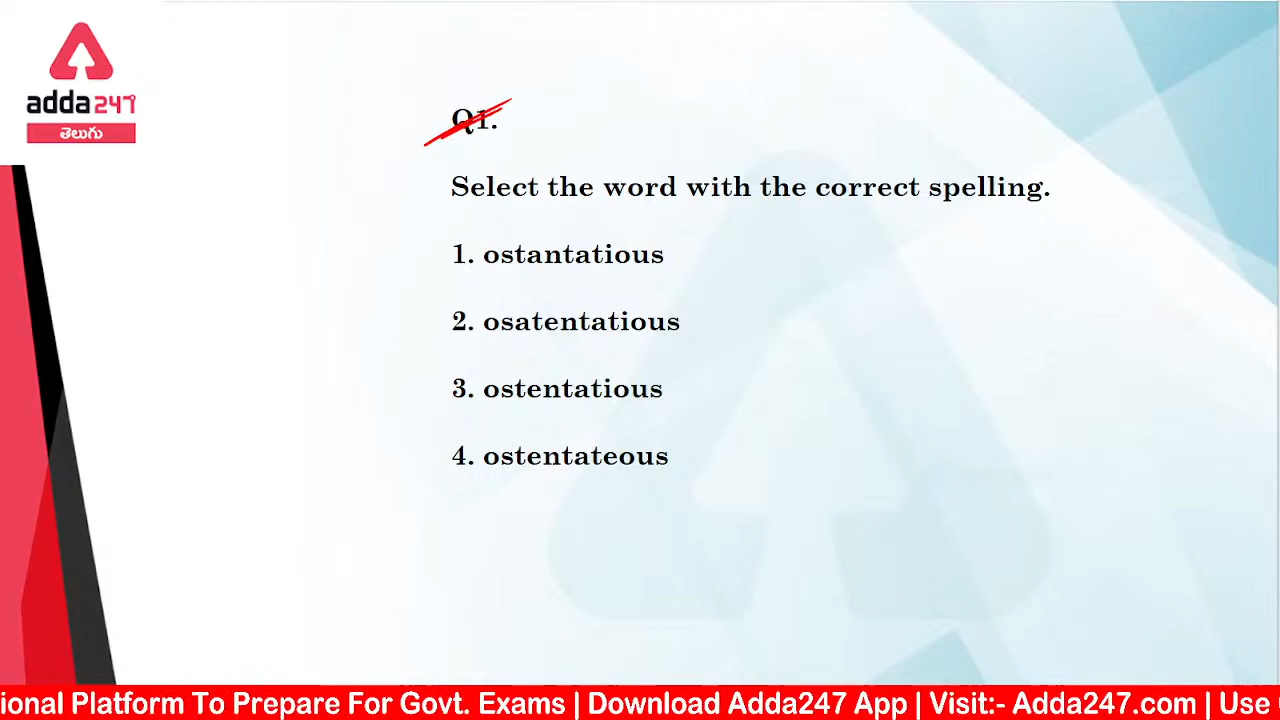 adda247
తెలుగు
Q1.
Select the word with the correct spelling.
1. ostantatious
2. osatentatious
3. ostentatious
4. ostentateous
ional Platform To Prepare For Govt. Exams | Download Adda247 App | Visit:- Adda247.com | Use